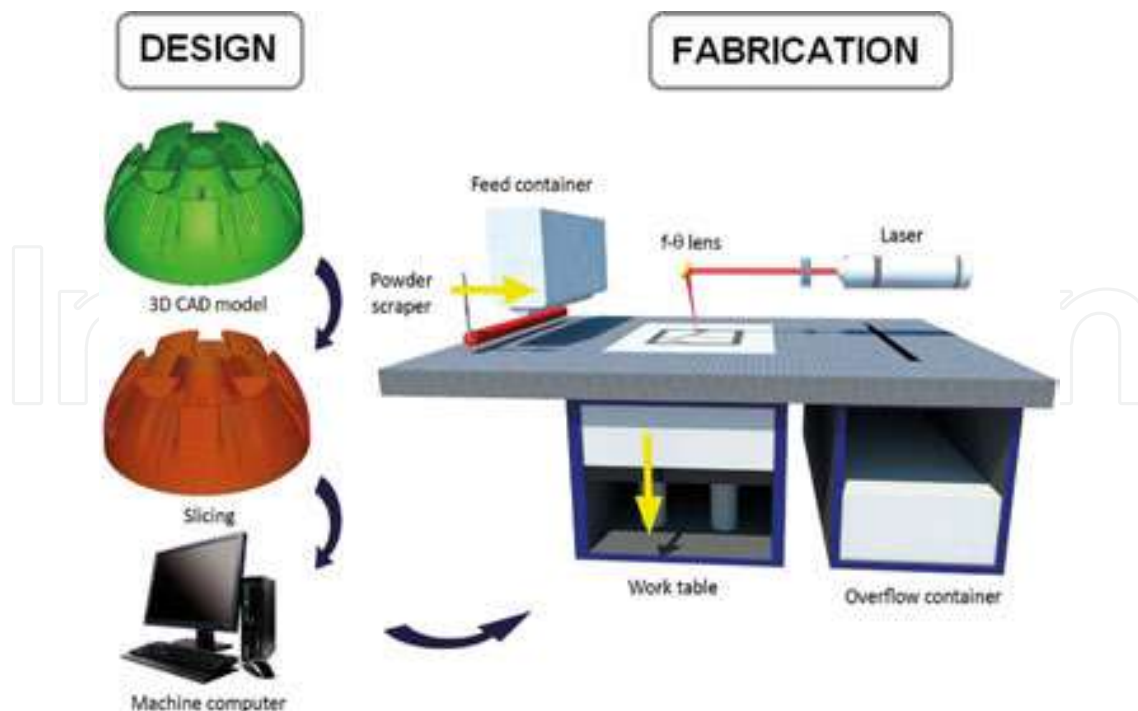 DESIGN
FABRICATION
3D CAD model
Slicing
Machine computer
Feed container
Powder
scraper
f-θ lens
Laser
Work table
Overflow container